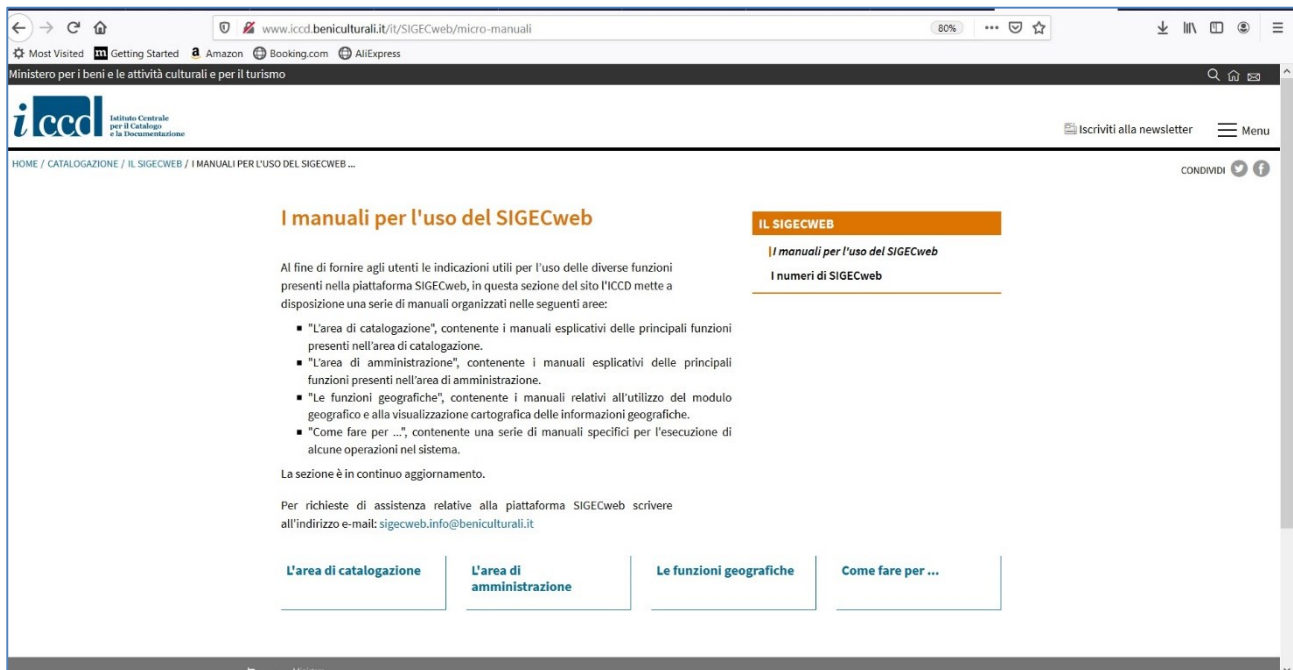 www.iccd.beniculturali.it/it/SIGECweb/micro-manuali
80%
Most Visited
Getting Started
Amazon
Booking.com
AliExpress
Ministero per i beni e le attività culturali e per il turismo
iccd
Istituto Centrale
per il Catalogo
e la Documentazione
Iscriviti alla newsletter
Menu
HOME / CATALOGAZIONE / IL SIGECWEB / I MANUALI PER L'USO DEL SIGECWEB ...
CONDIVIDI
I manuali per l'uso del SIGECweb
Al fine di fornire agli utenti le indicazioni utili per l'uso delle diverse funzioni
presenti nella piattaforma SIGECweb, in questa sezione del sito l'ICCD mette a
disposizione una serie di manuali organizzati nelle seguenti aree:
"L'area di catalogazione", contenente i manuali esplicativi delle principali funzioni
presenti nell'area di catalogazione.
"L'area di amministrazione", contenente i manuali esplicativi delle principali
funzioni presenti nell'area di amministrazione.
"Le funzioni geografiche", contenente i manuali relativi all'utilizzo del modulo
geografico e alla visualizzazione cartografica delle informazioni geografiche.
"Come fare per ...", contenente una serie di manuali specifici per l'esecuzione di
alcune operazioni nel sistema.
La sezione è in continuo aggiornamento.
Per richieste di assistenza relative alla piattaforma SIGECweb scrivere
all'indirizzo e-mail: sigecweb.info@beniculturali.it
IL SIGECWEB
I manuali per l'uso del SIGECweb
I numeri di SIGECweb
L'area di catalogazione
L'area di
amministrazione
Le funzioni geografiche
Come fare per ...